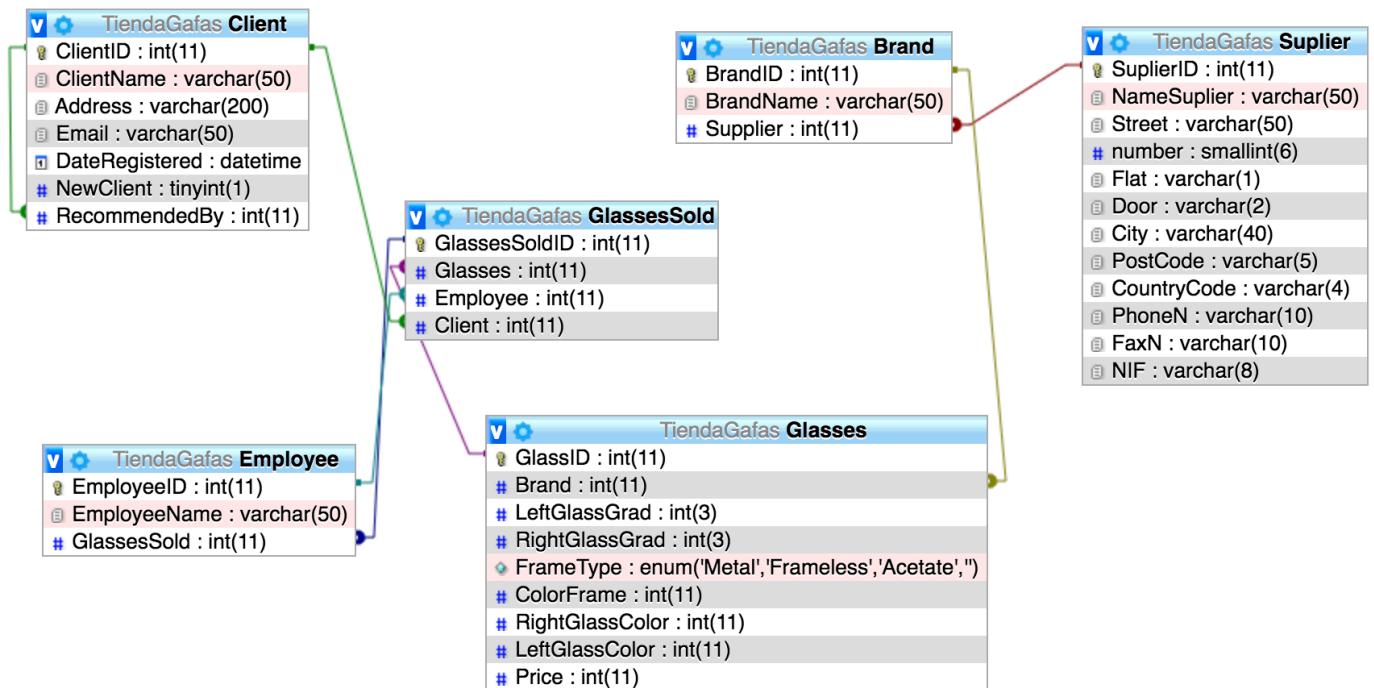 TiendaGafas Client
ClientID : int(11)
ClientName : varchar(50)
Address : varchar(200)
Email : varchar(50)
DateRegistered : datetime
NewClient : tinyint(1)
RecommendedBy : int(11)
TiendaGafas Brand
BrandID : int(11)
BrandName : varchar(50)
Supplier : int(11)
TiendaGafas Suplier
SuplierID : int(11)
NameSuplier : varchar(50)
Street : varchar(50)
number : smallint(6)
Flat : varchar(1)
Door : varchar(2)
City : varchar(40)
PostCode : varchar(5)
CountryCode : varchar(4)
PhoneN : varchar(10)
FaxN : varchar(10)
NIF : varchar(8)
TiendaGafas GlassesSold
GlassesSoldID : int(11)
Glasses : int(11)
Employee : int(11)
Client : int(11)
TiendaGafas Employee
EmployeeID : int(11)
EmployeeName : varchar(50)
GlassesSold : int(11)
TiendaGafas Glasses
GlassID : int(11)
Brand : int(11)
LeftGlassGrad : int(3)
RightGlassGrad : int(3)
FrameType : enum('Metal','Frameless','Acetate','')
ColorFrame : int(11)
RightGlassColor : int(11)
LeftGlassColor : int(11)
Price : int(11)